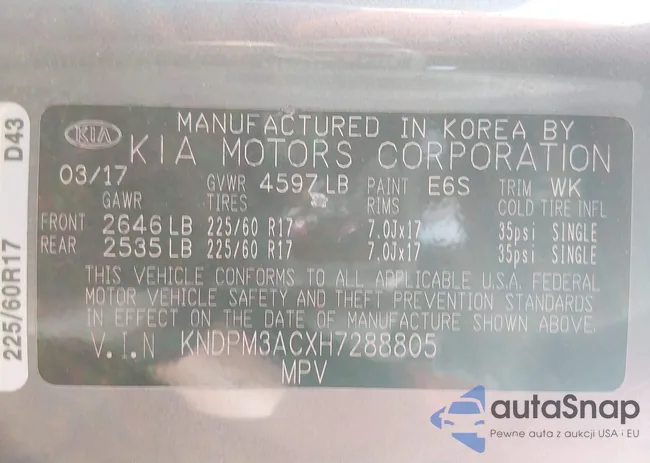 KIA
MANUFACTURED IN KOREA BY
KIA MOTORS CORPORATION
03/17 GVWR 4597 LB PAINT E6S TRIM WK
GAWR TIRES RIMS COLD TIRE INFL
FRONT 2646 LB 225/60 R17 7.0Jx17 35psi SINGLE
REAR 2535 LB 225/60 R17 7.0Jx17 35psi SINGLE
THIS VEHICLE CONFORMS TO ALL APPLICABLE U.S.A. FEDERAL
MOTOR VEHICLE SAFETY AND THEFT PREVENTION STANDARDS
IN EFFECT ON THE DATE OF MANUFACTURE SHOWN ABOVE.
V.I.N KNDPM3ACXH7288805
MPV
225/60R17 D43
autaSnap
Pewne auta z aukcji USA i EU